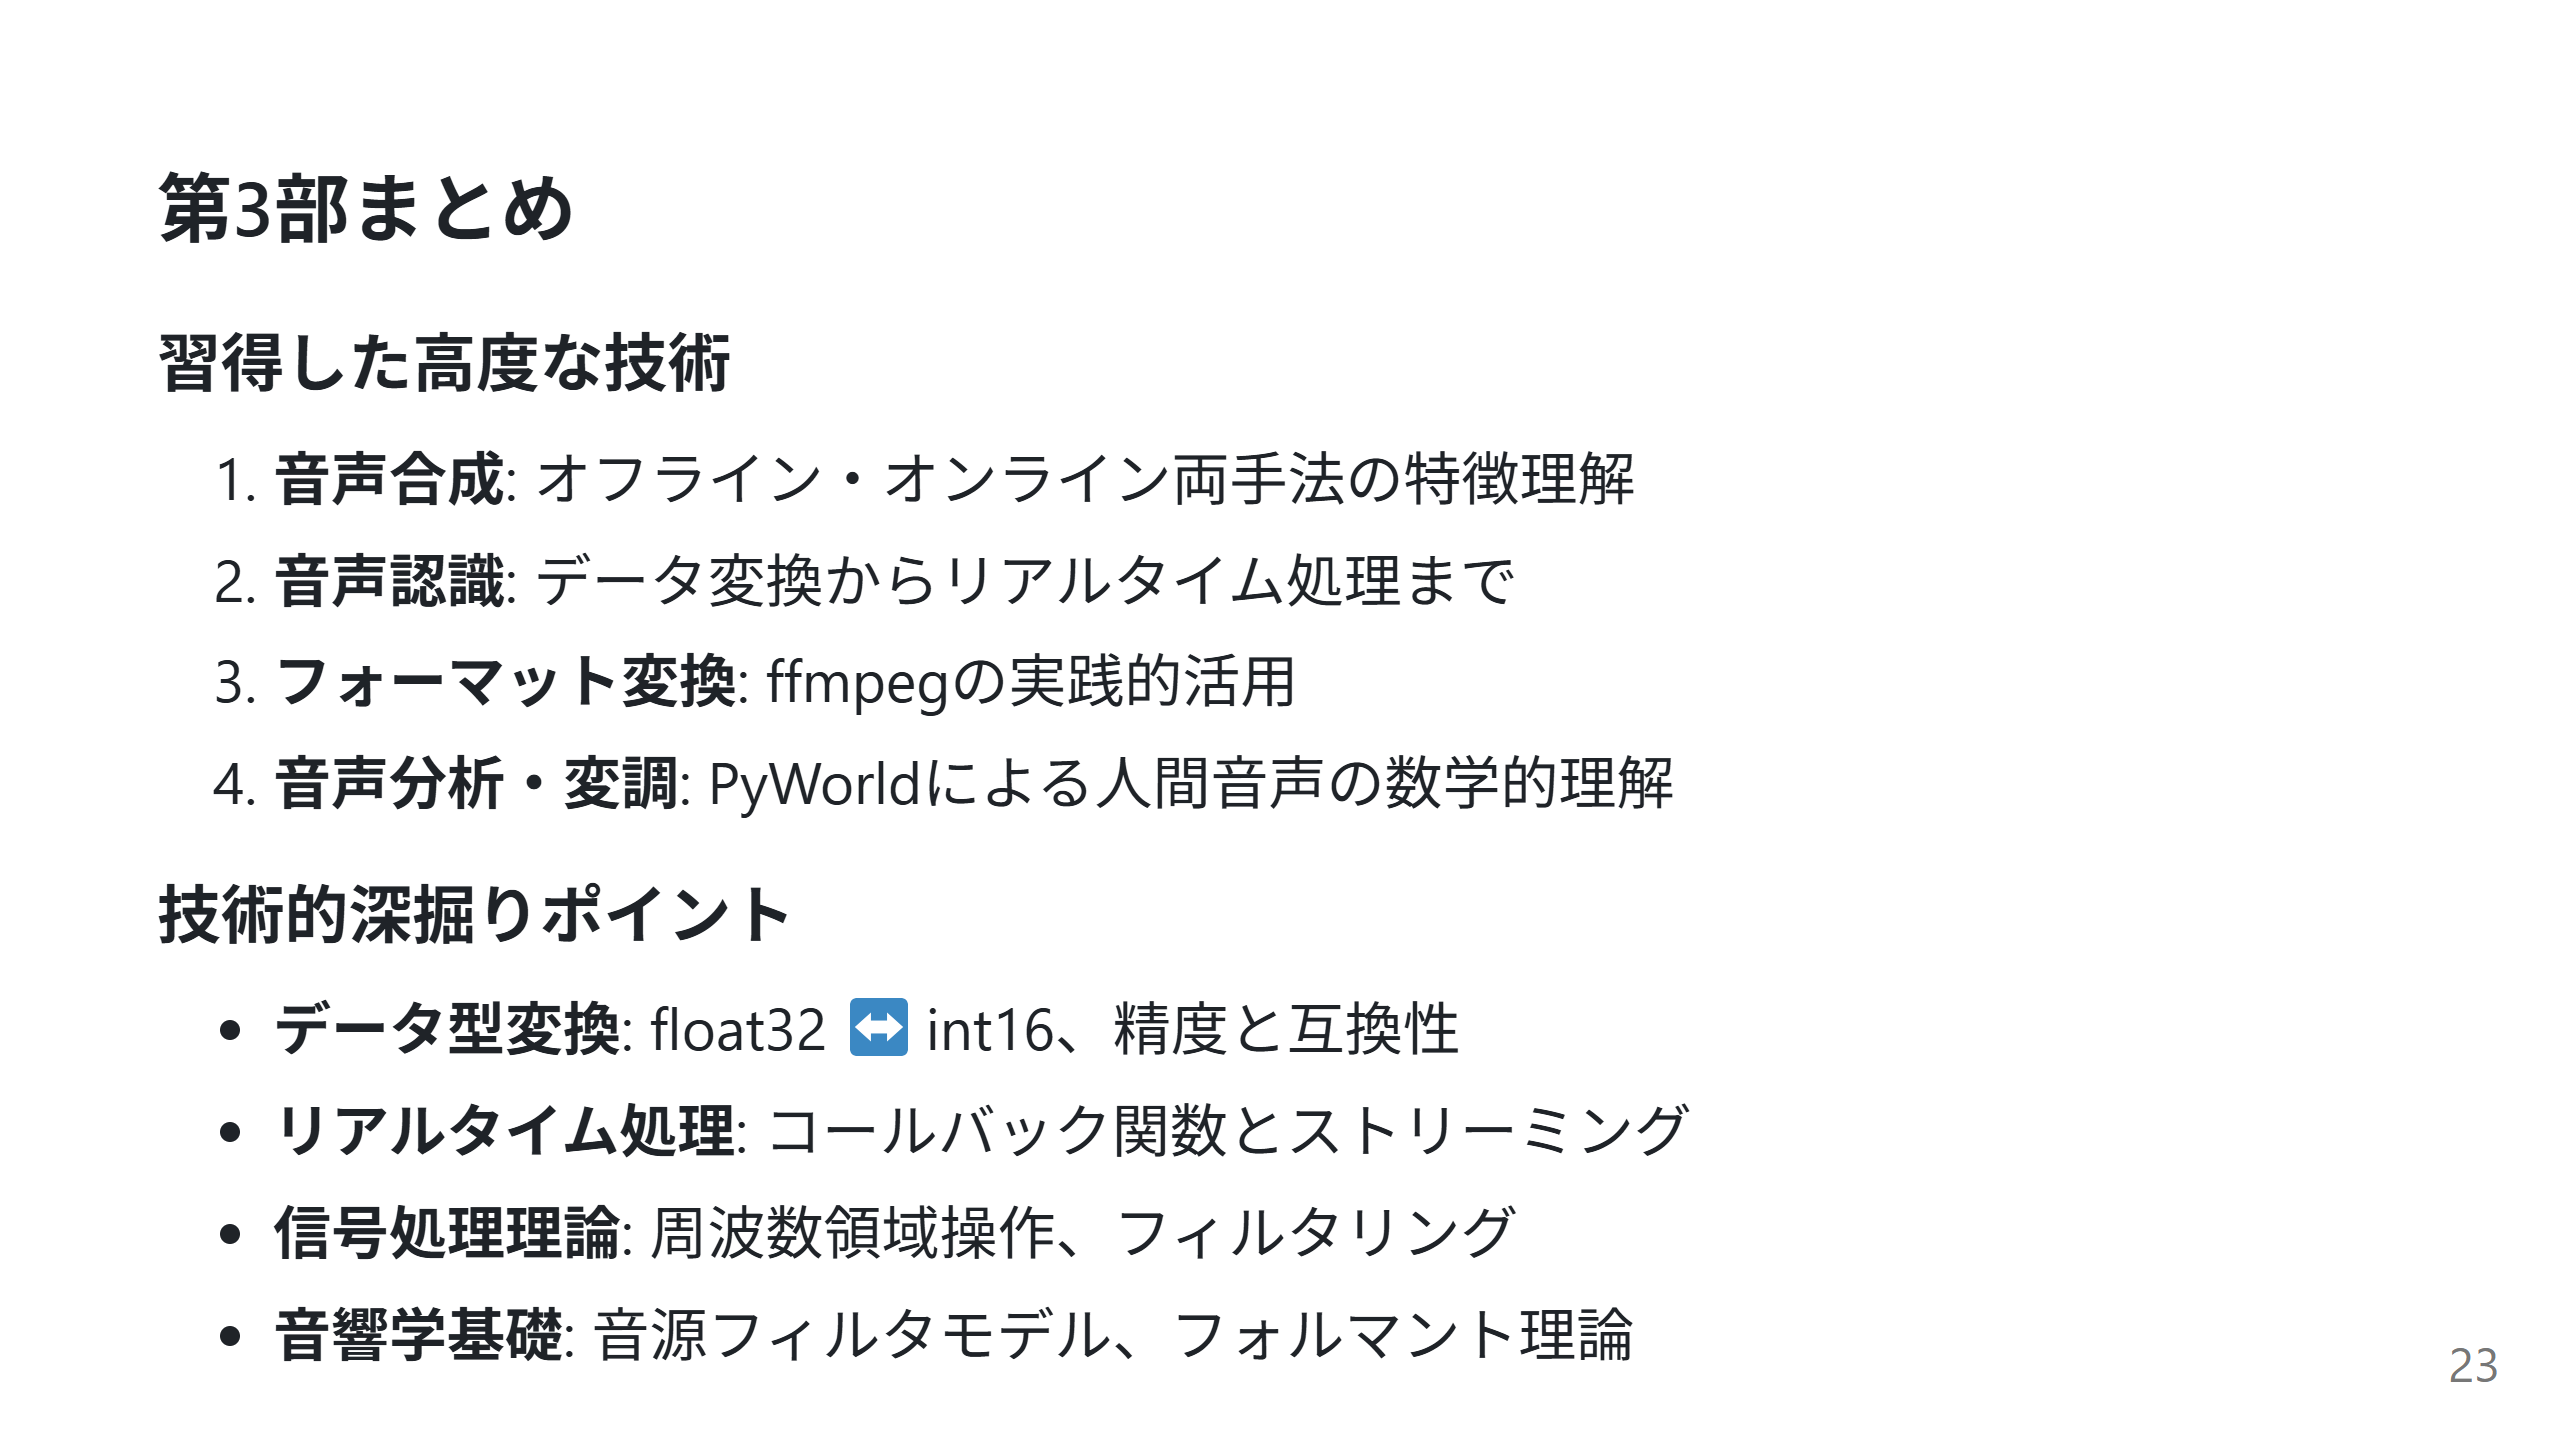 第3部まとめ
習得した高度な技術
1. 音声合成: オフライン・オンライン両手法の特徴理解
2. 音声認識: データ変換からリアルタイム処理まで
3. フォーマット変換: ffmpegの実践的活用
4. 音声分析・変調: PyWorldによる人間音声の数学的理解
技術的深掘りポイント
• データ型変換: float32 ↔️ int16、精度と互換性
• リアルタイム処理: コールバック関数とストリーミング
• 信号処理理論: 周波数領域操作、フィルタリング
• 音響学基礎: 音源フィルタモデル、フォルマント理論
23